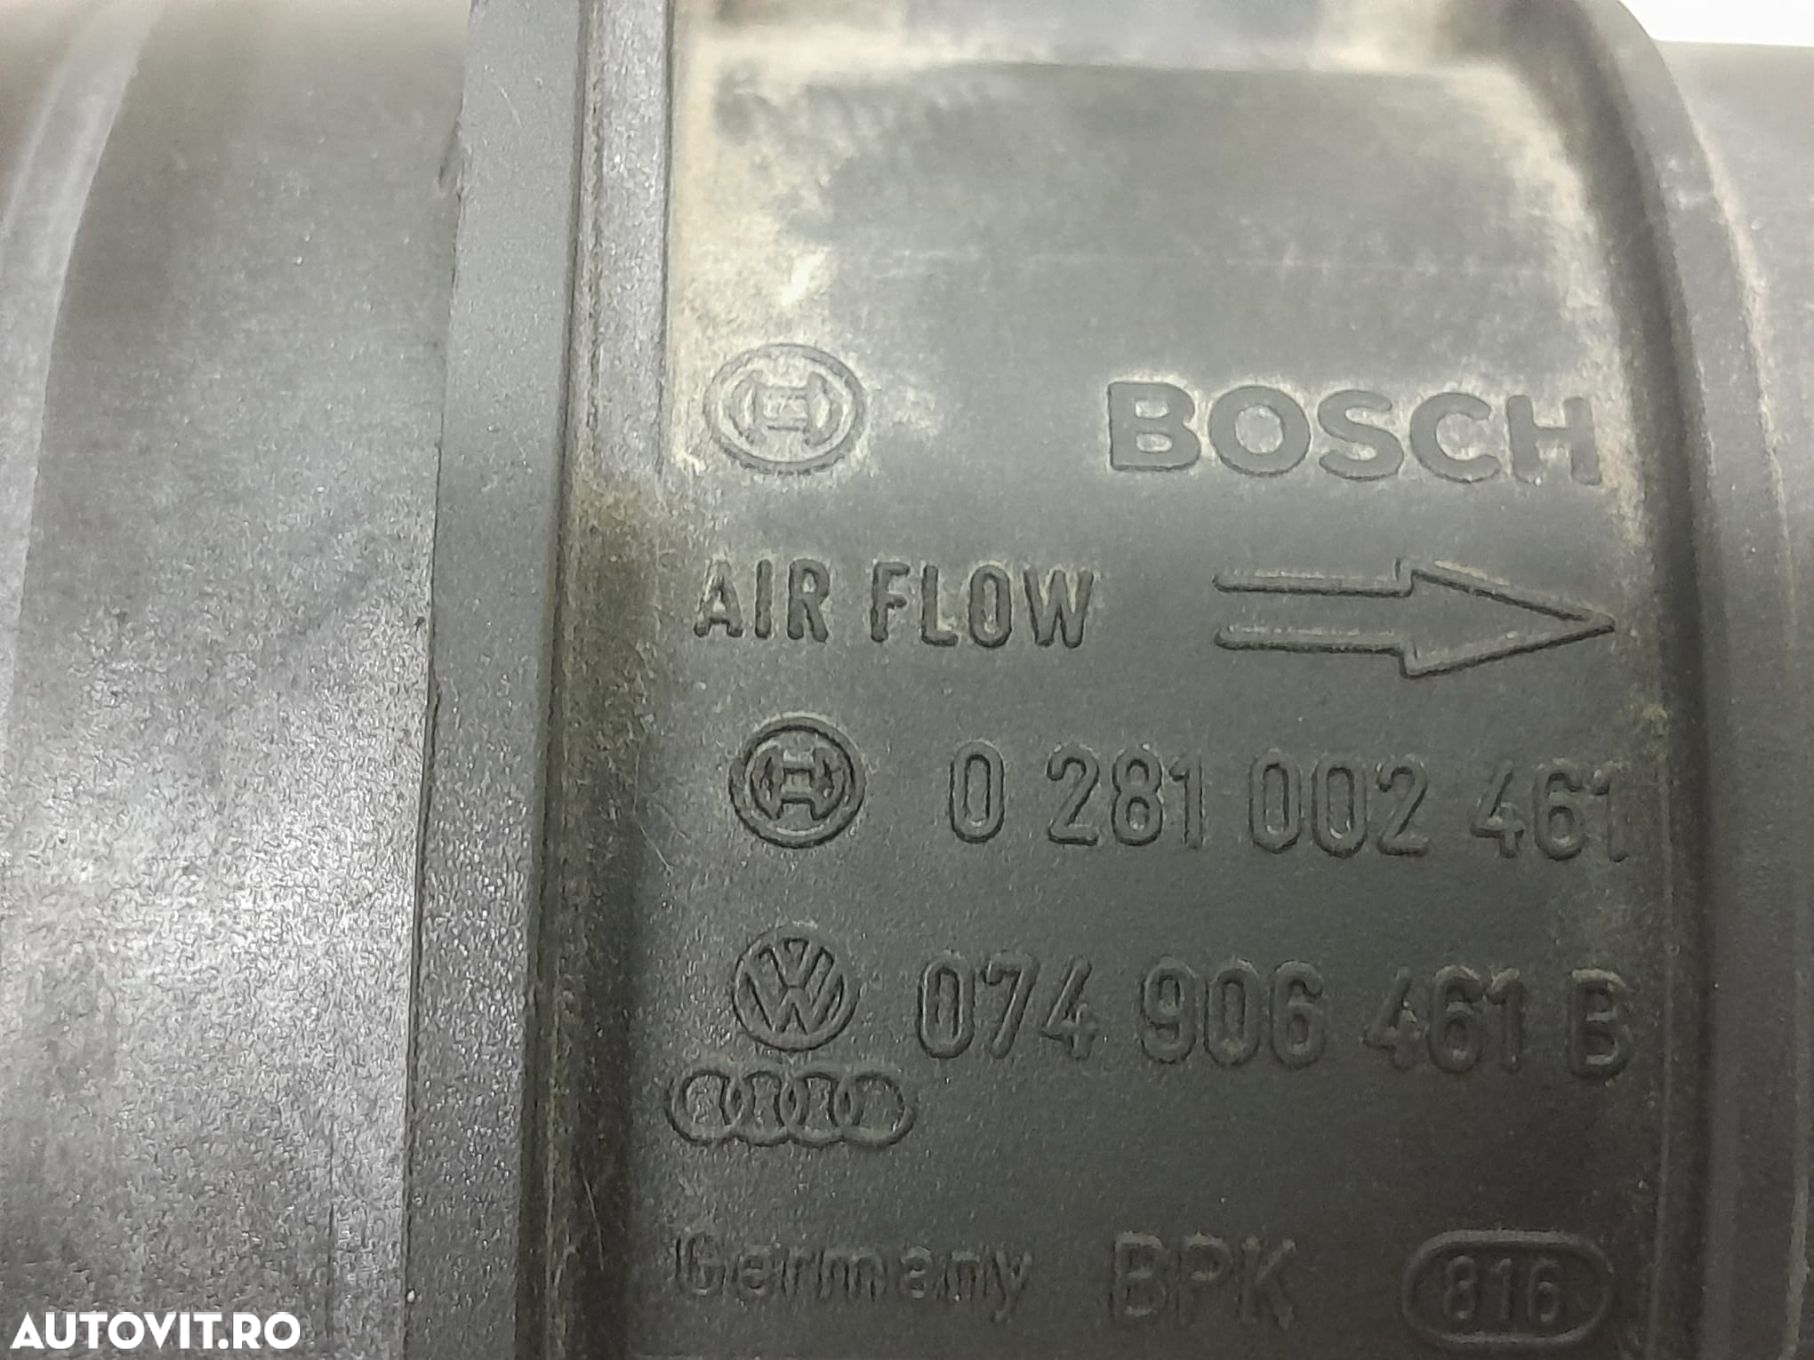 BOSCH
AIR FLOW
0 281 002 461
074 906 461 B
Germany BPK 816
AUTOVIT.RO